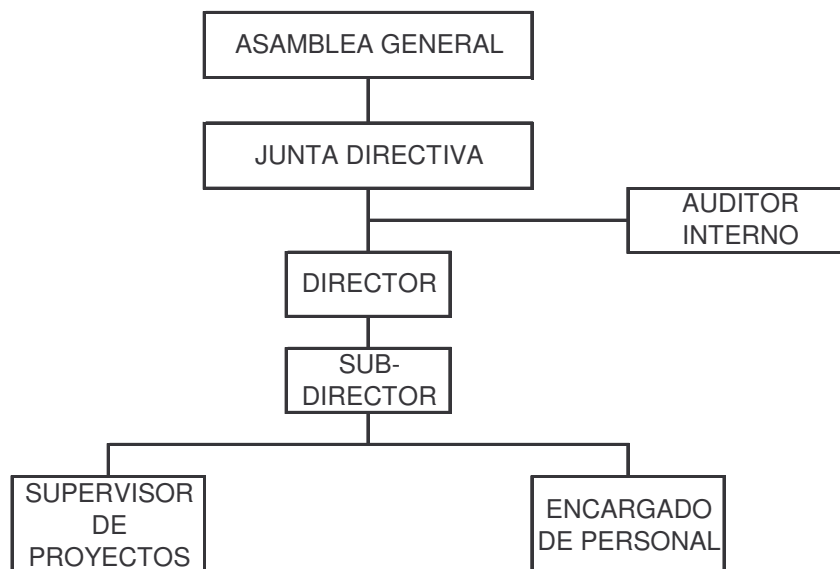 ASAMBLEA GENERAL
JUNTA DIRECTIVA
AUDITOR
INTERNO
DIRECTOR
SUB-
DIRECTOR
SUPERVISOR
DE
PROYECTOS
ENCARGADO
DE PERSONAL